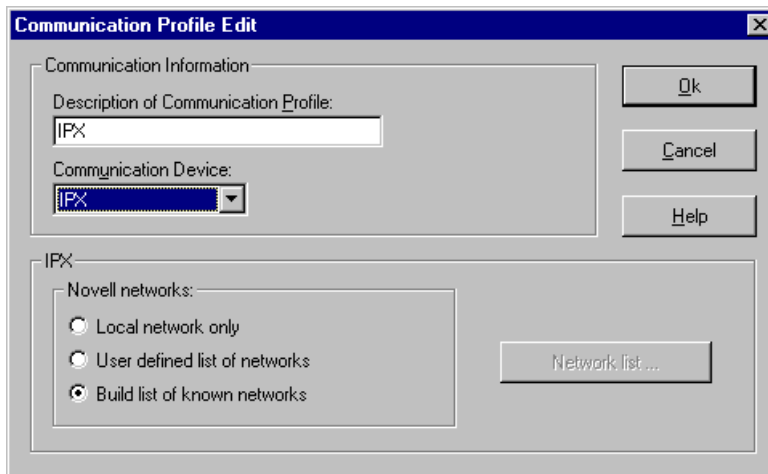 Communication Profile Edit
Communication Information
Description of Communication Profile:
IPX
Communication Device:
IPX
Ok
Cancel
Help
IPX
Novell networks:
Local network only
User defined list of networks
Build list of known networks
Network list ...